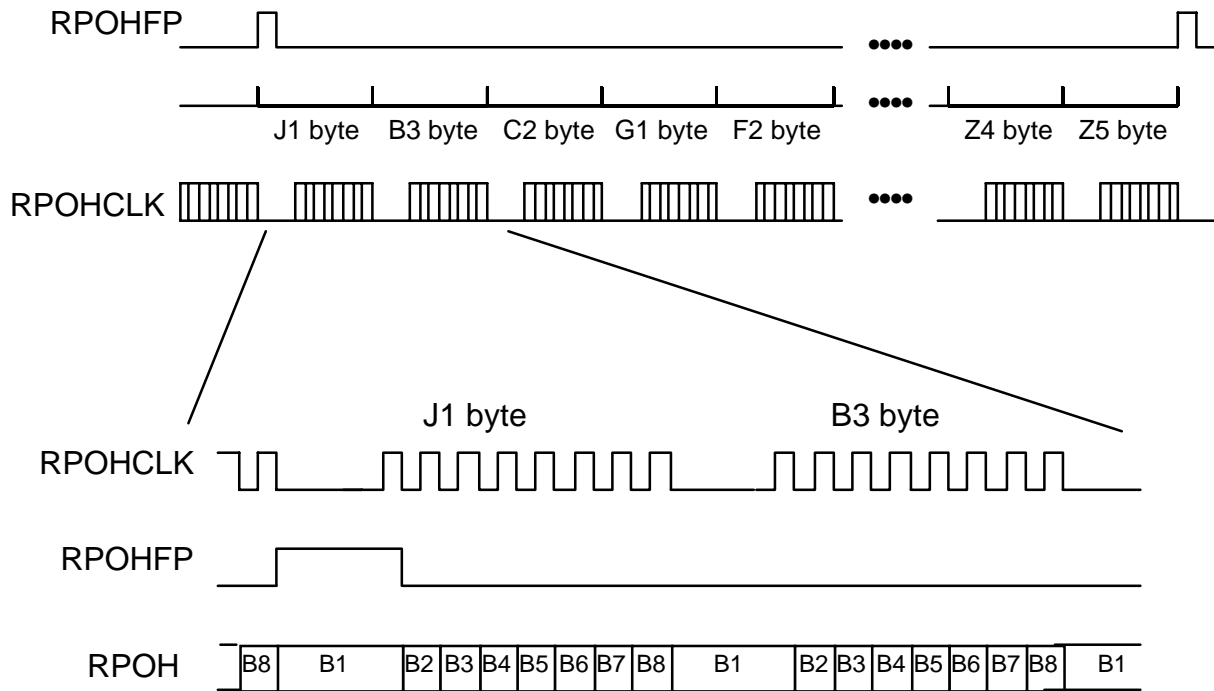 RPOHFP
J1 byte B3 byte C2 byte G1 byte F2 byte Z4 byte Z5 byte
RPOHCLK
J1 byte B3 byte
RPOHCLK
RPOHFP
RPOH B8 B1 B2 B3 B4 B5 B6 B7 B8 B1 B2 B3 B4 B5 B6 B7 B8 B1